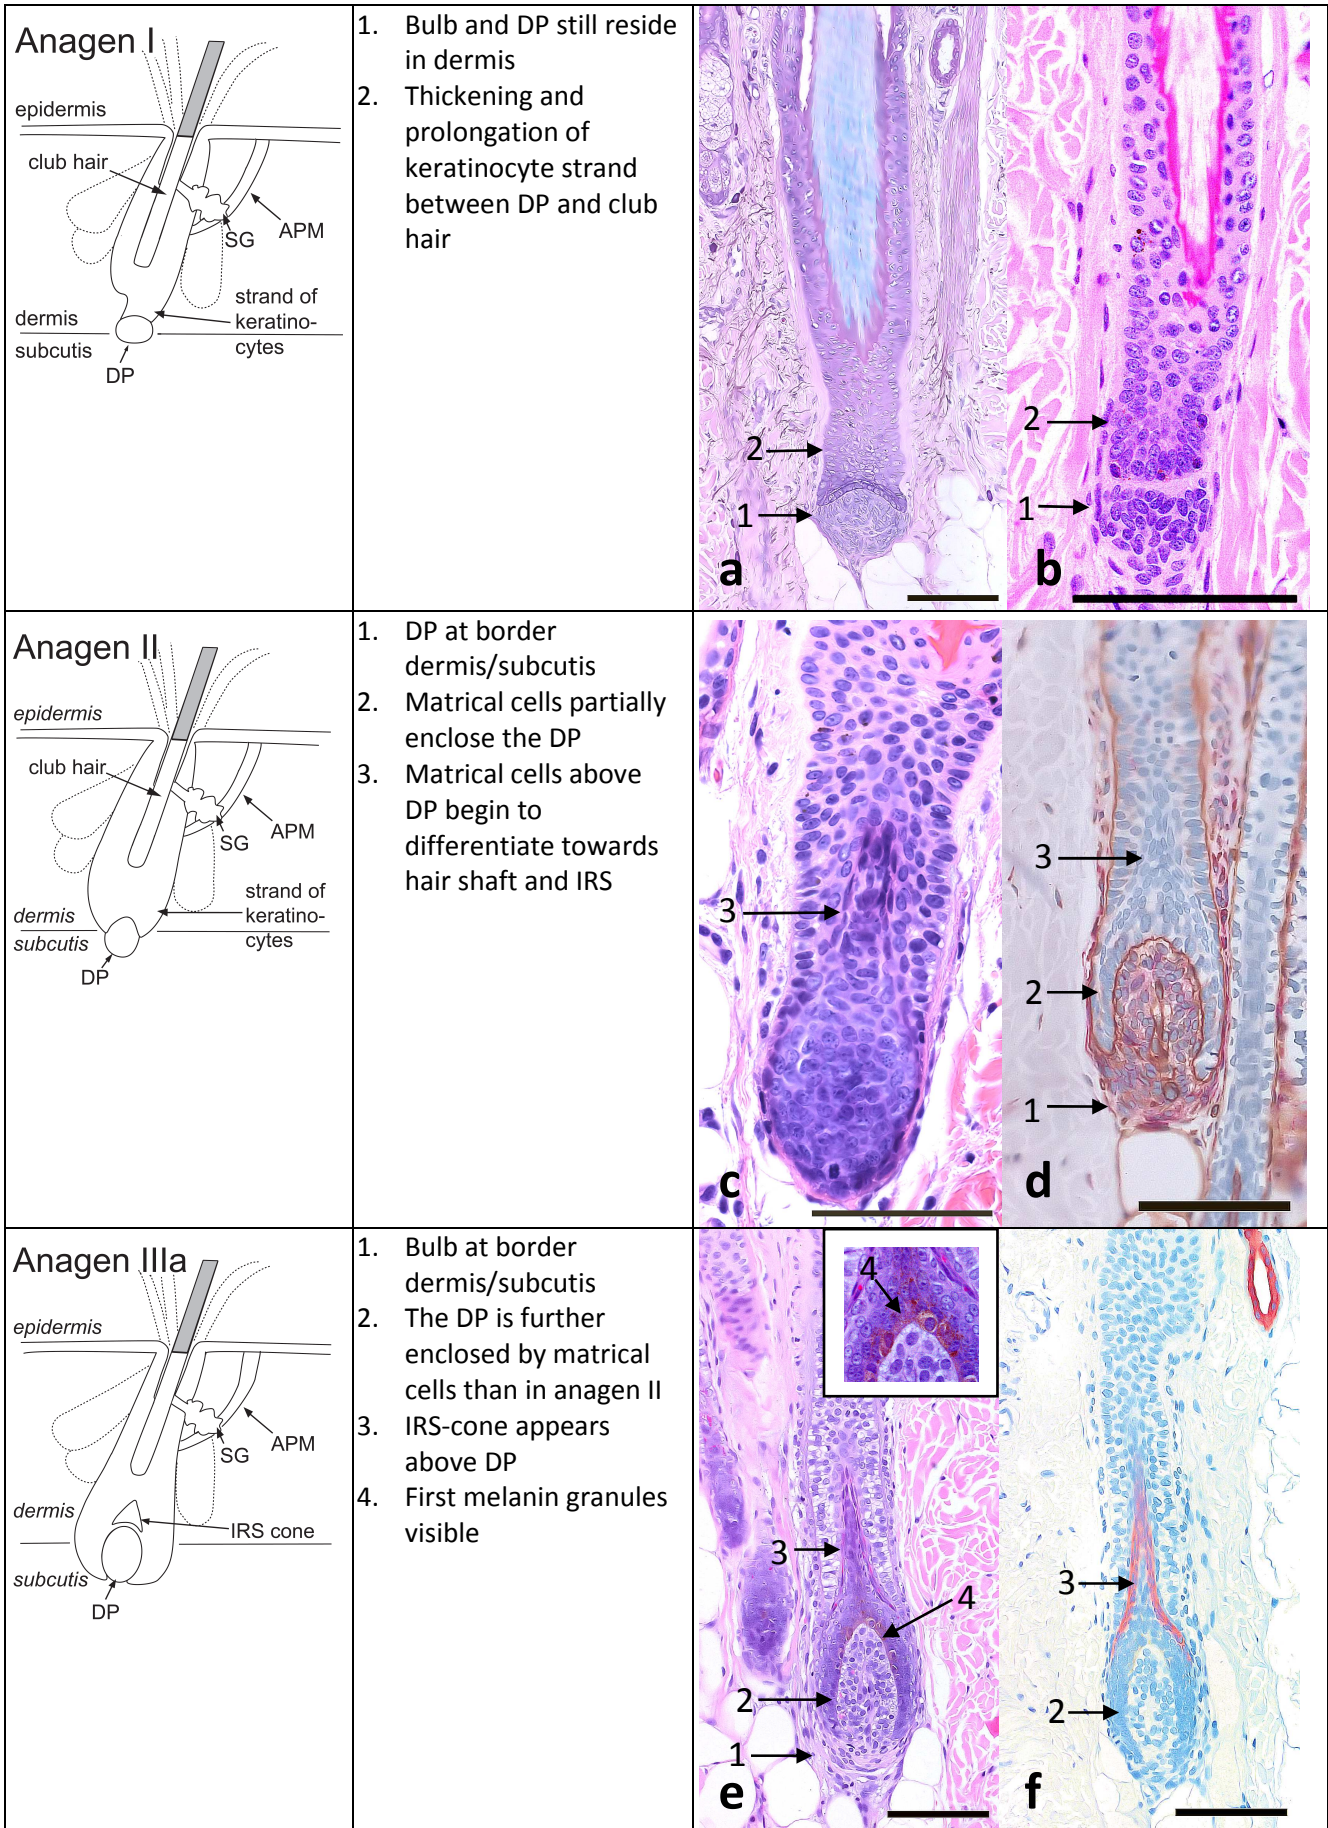 Anagen I
epidermis
club hair
SG
APM
strand of
keratino-
cytes
dermis
subcutis
DP
1. Bulb and DP still reside
in dermis
2. Thickening and
prolongation of
keratinocyte strand
between DP and club
hair
2
1
a
2
1
b
Anagen II
epidermis
club hair
SG
APM
strand of
keratino-
cytes
dermis
subcutis
DP
1. DP at border
dermis/subcutis
2. Matrical cells partially
enclose the DP
3. Matrical cells above
DP begin to
differentiate towards
hair shaft and IRS
3
c
3
2
1
d
Anagen IIIa
epidermis
SG
APM
dermis
IRS cone
subcutis
DP
1. Bulb at border
dermis/subcutis
2. The DP is further
enclosed by matrical
cells than in anagen II
3. IRS-cone appears
above DP
4. First melanin granules
visible
4
3
4
2
1
e
3
2
f